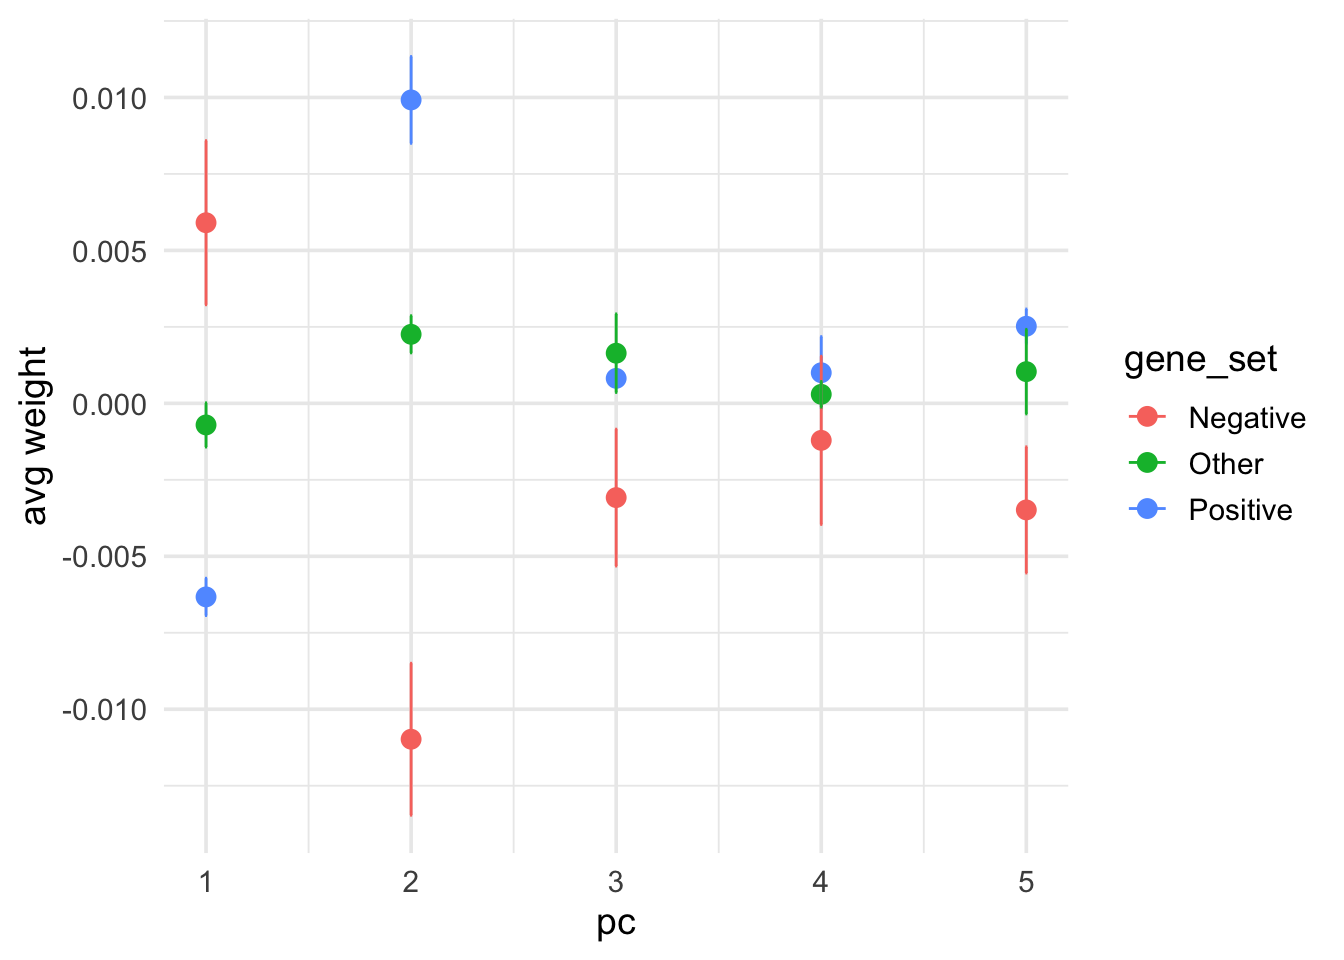 0.010
0.005
0.000
-0.005
-0.010
avg weight
1 2 3 4 5
pc
gene_set
Negative
Other
Positive